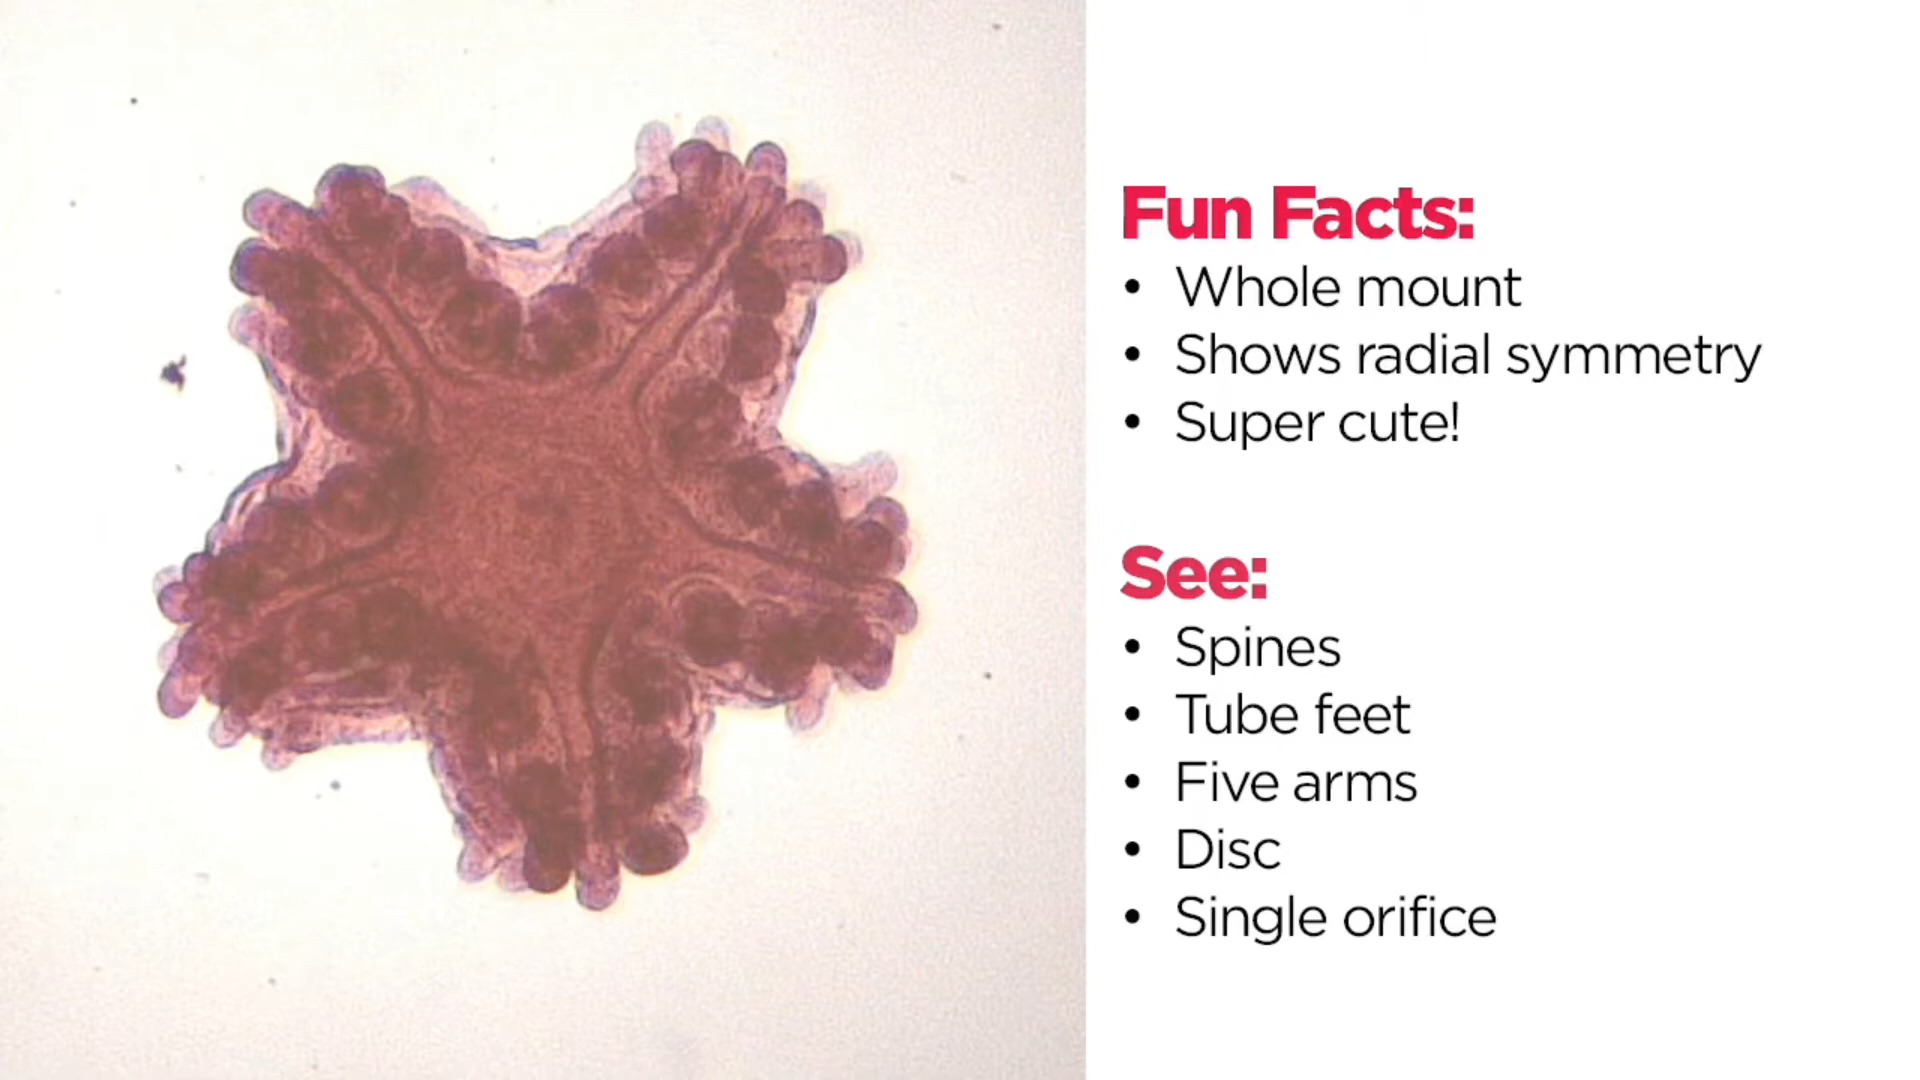 Fun Facts:
• Whole mount
• Shows radial symmetry
• Super cute!
See:
• Spines
• Tube feet
• Five arms
• Disc
• Single orifice